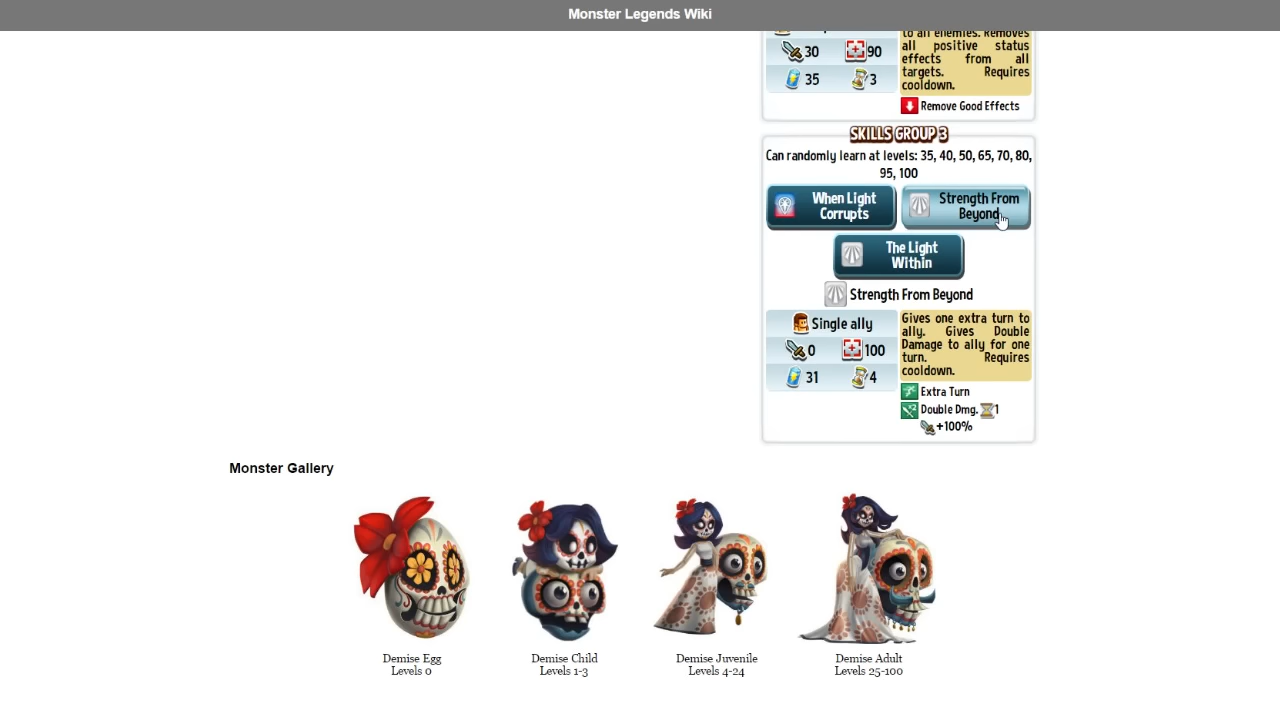 Monster Legends Wiki
to all enemies. Removes
all positive status
effects from all
targets. Requires
cooldown.
30
90
35
3
Remove Good Effects
SKILLS GROUP 3
Can randomly learn at levels: 35, 40, 50, 65, 70, 80,
95, 100
When Light
Corrupts
Strength From
Beyond
The Light
Within
Strength From Beyond
Single ally
0
100
31
4
Gives one extra turn to
ally. Gives Double
Damage to ally for one
turn. Requires
cooldown.
Extra Turn
Double Dmg. 1
+100%
Monster Gallery
Demise Egg
Levels 0
Demise Child
Levels 1-3
Demise Juvenile
Levels 4-24
Demise Adult
Levels 25-100